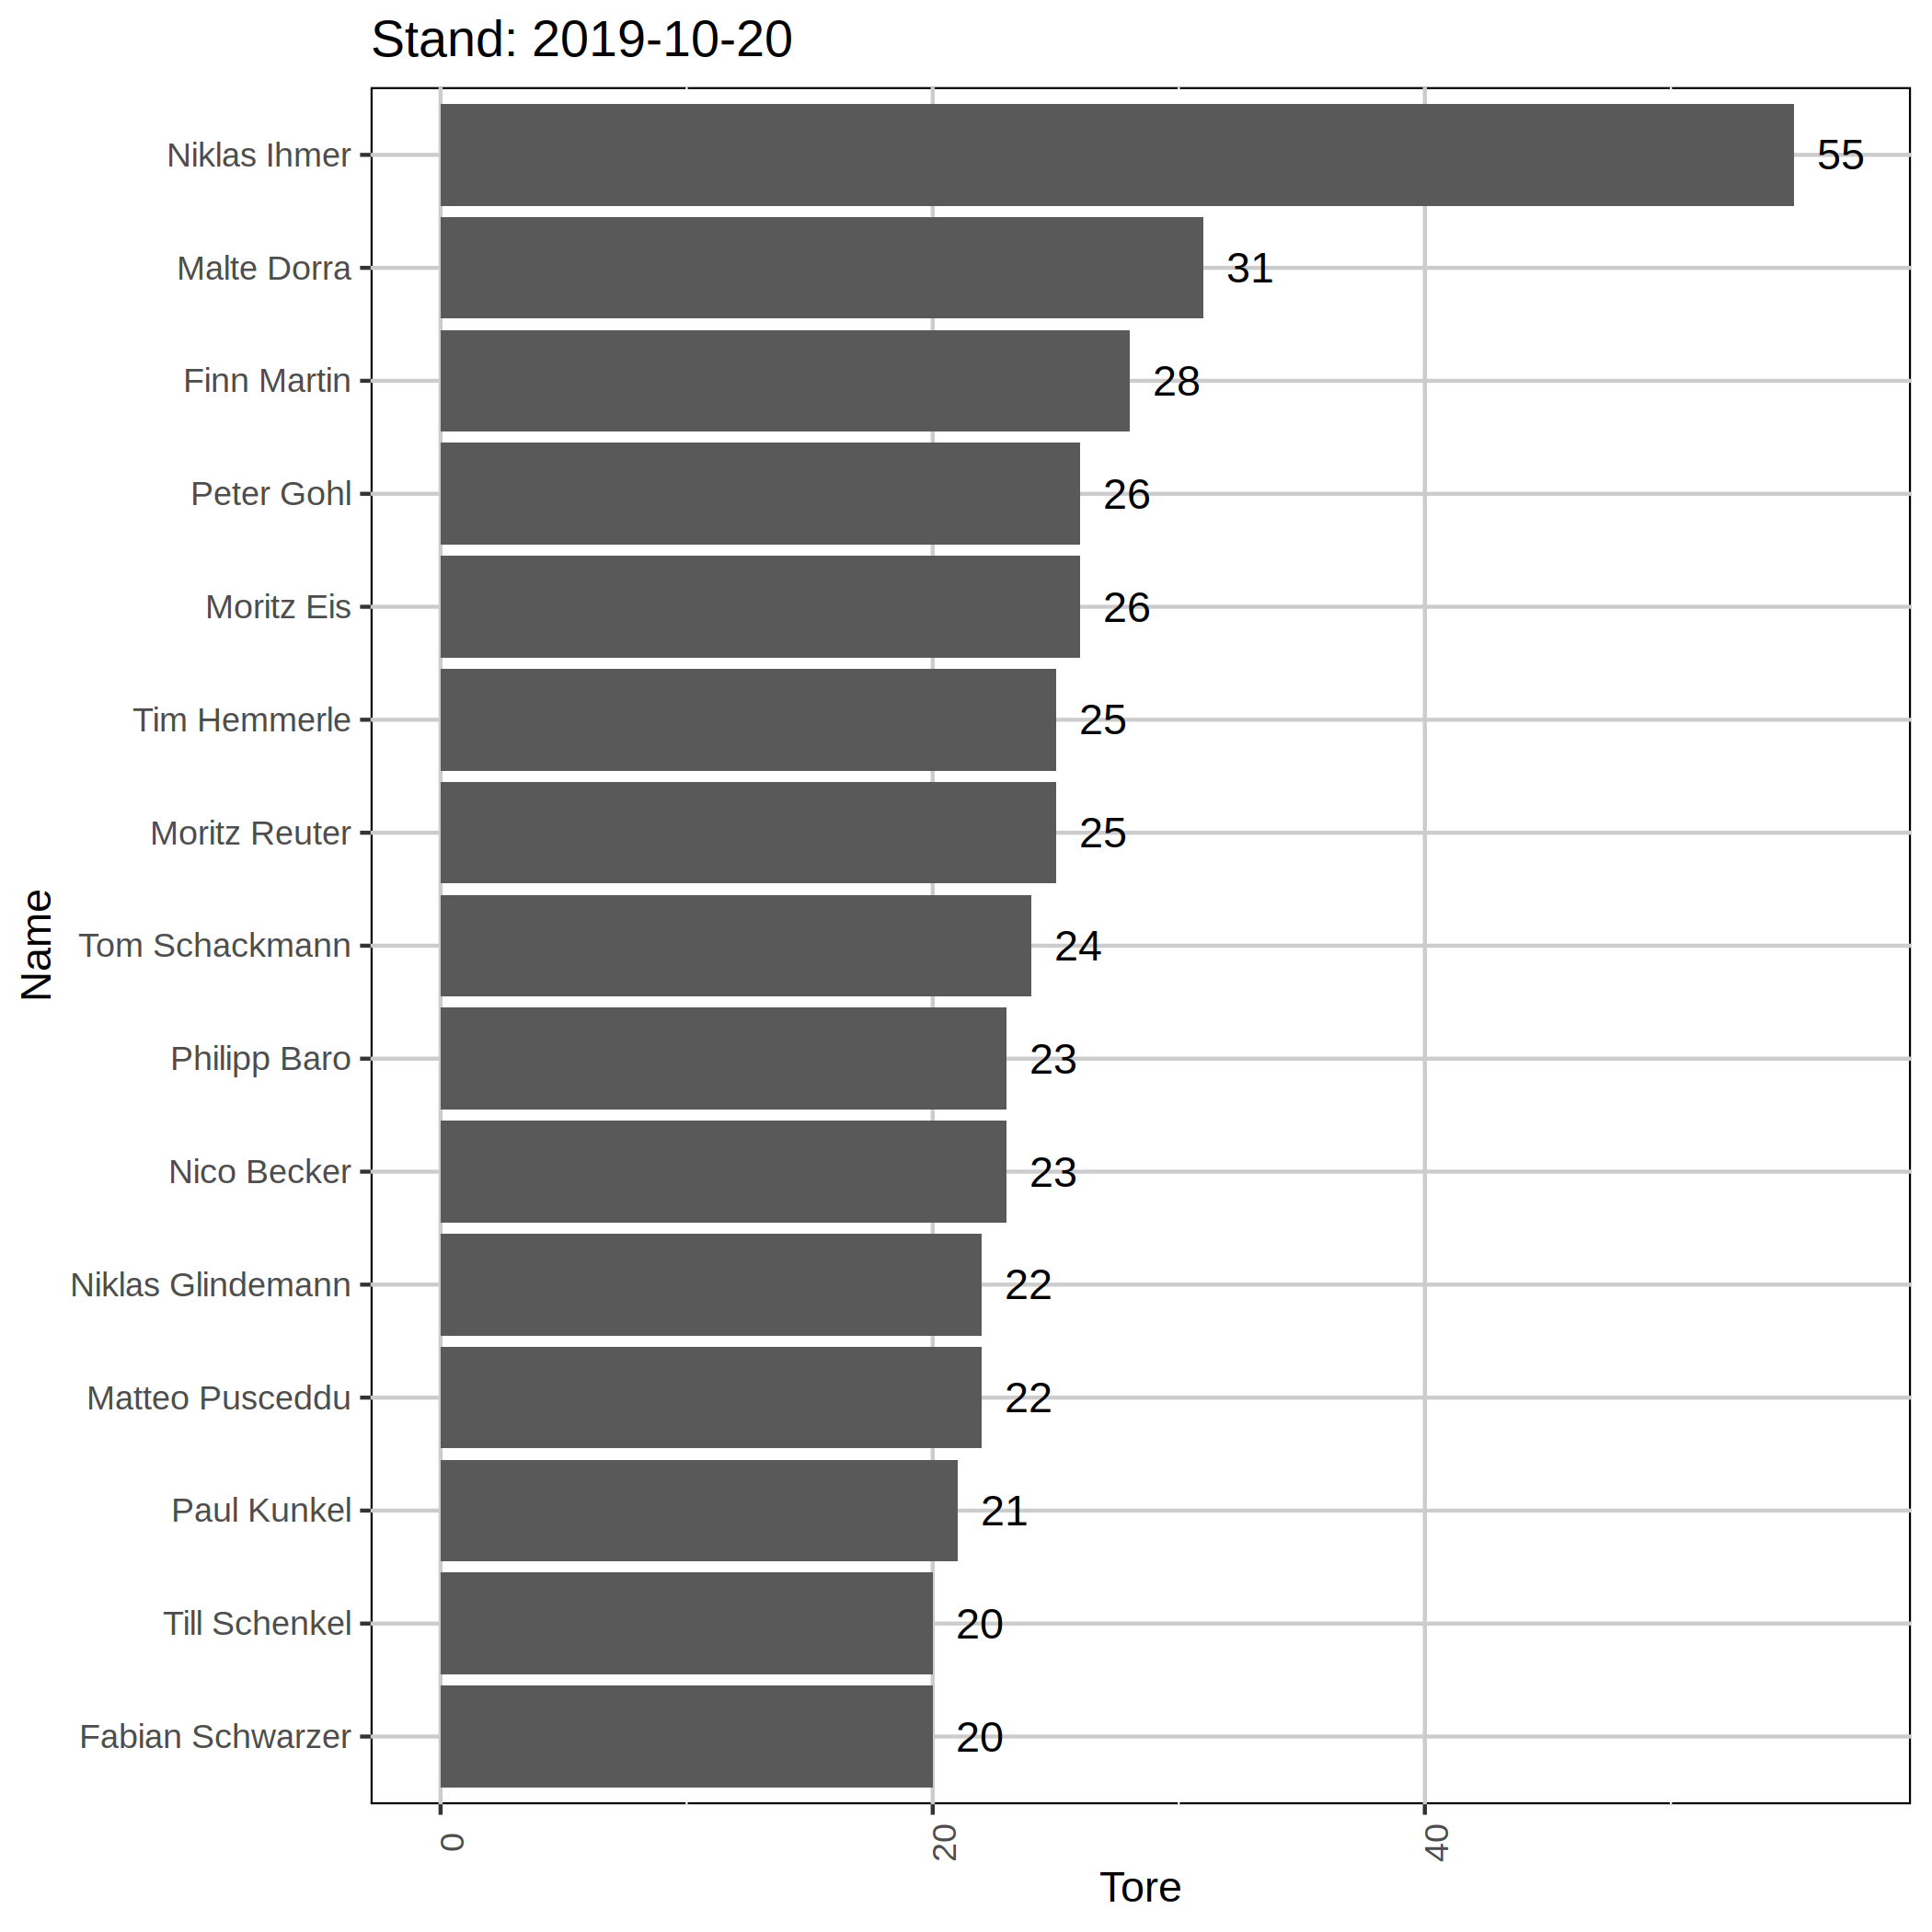 Stand: 2019-10-20
Niklas Ihmer 55
Malte Dorra 31
Finn Martin 28
Peter Gohl 26
Moritz Eis 26
Tim Hemmerle 25
Moritz Reuter 25
Tom Schackmann 24
Philipp Baro 23
Nico Becker 23
Niklas Glindemann 22
Matteo Pusceddu 22
Paul Kunkel 21
Till Schenkel 20
Fabian Schwarzer 20
Name
0 20 40
Tore